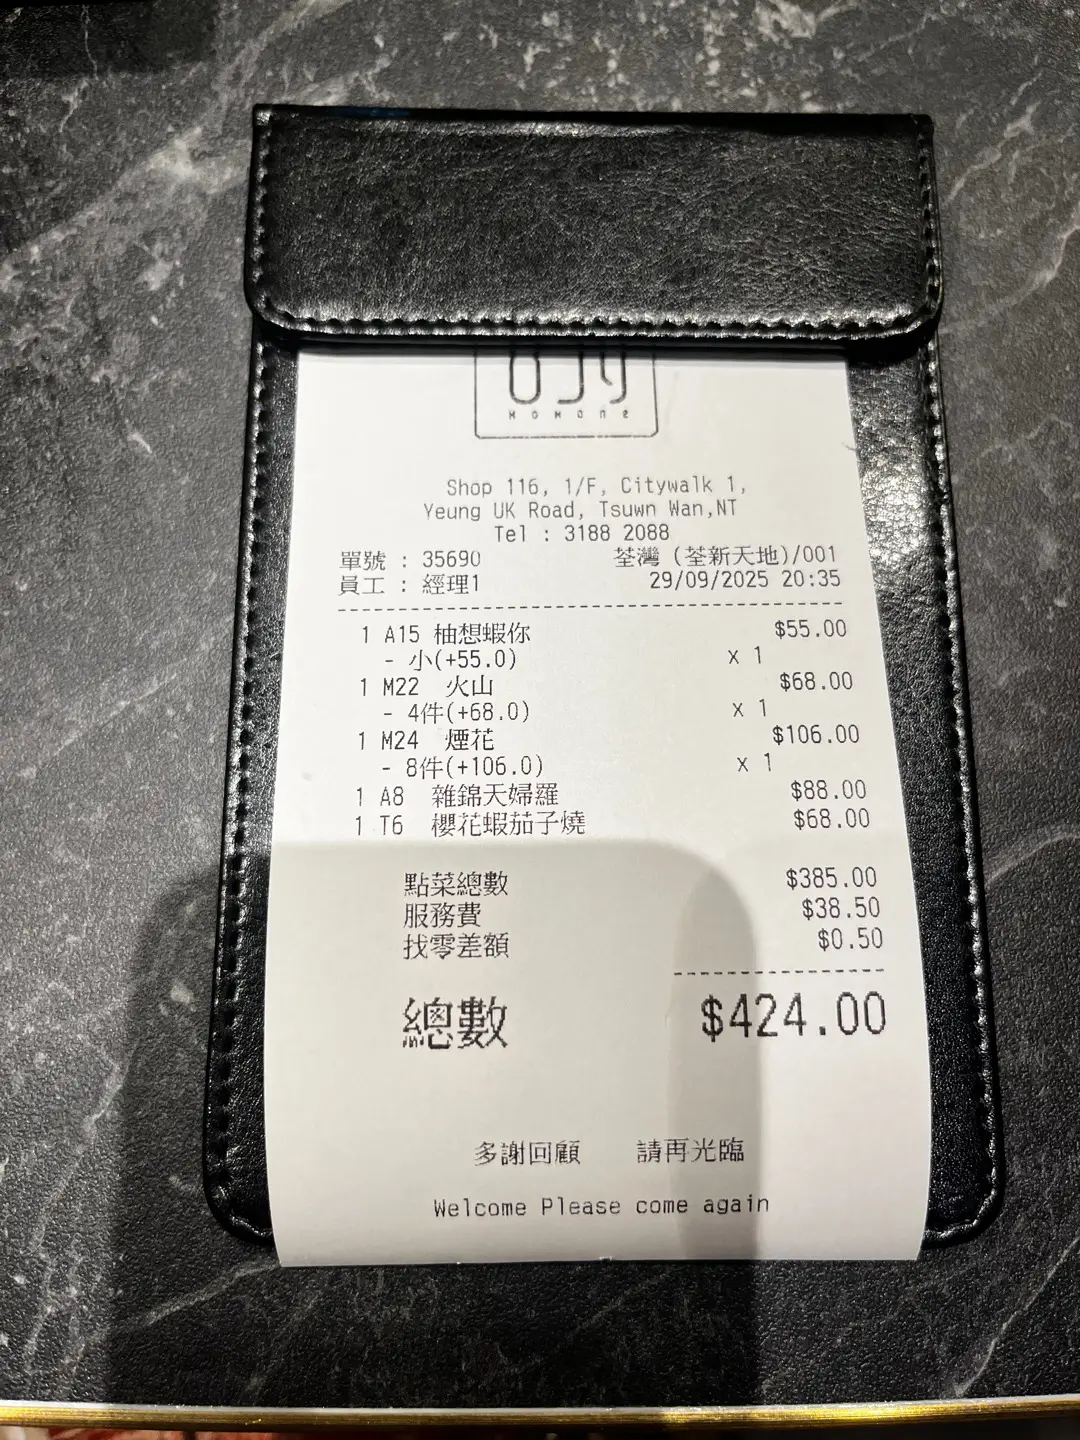 Shop 116, 1/F, Citywalk 1,
Yeung UK Road, Tsuwn Wan,NT
Tel : 3188 2088
單號 : 35690 荃灣 (荃新天地)/001
員工 : 經理1 29/09/2025 20:35
1 A15 柚想蝦你 $55.00
- 小(+55.0) x 1
1 M22 火山 $68.00
- 4件(+68.0) x 1
1 M24 煙花 $106.00
- 8件(+106.0) x 1
1 A8 雜錦天婦羅 $88.00
1 T6 櫻花蝦茄子燒 $68.00
點菜總數 $385.00
服務費 $38.50
找零差額 $0.50
總數 $424.00
多謝回顧 請再光臨
Welcome Please come again